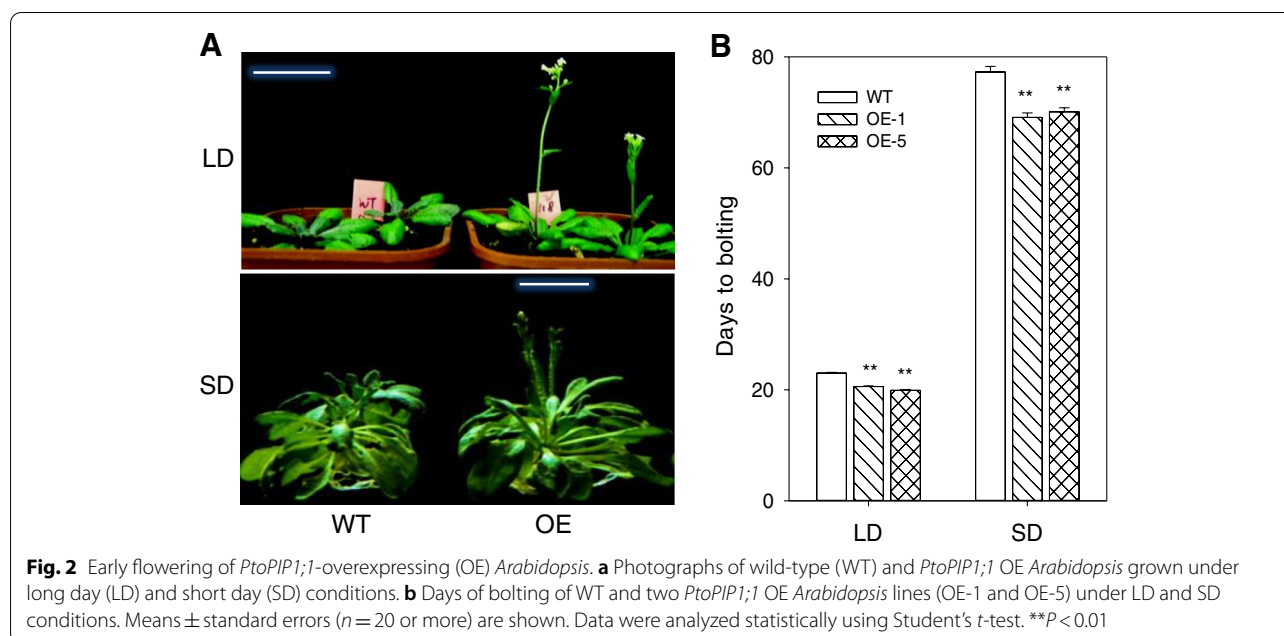 A
B
LD
WT
SD
WT
OE
80
60
40
20
0
Days to bolting
WT
OE-1
OE-5
**
**
**
**
LD
SD
Fig. 2 Early flowering of PtoPIP1;1-overexpressing (OE) Arabidopsis. a Photographs of wild-type (WT) and PtoPIP1;1 OE Arabidopsis grown under
long day (LD) and short day (SD) conditions. b Days of bolting of WT and two PtoPIP1;1 OE Arabidopsis lines (OE-1 and OE-5) under LD and SD
conditions. Means ± standard errors (n = 20 or more) are shown. Data were analyzed statistically using Student's t-test. **P < 0.01